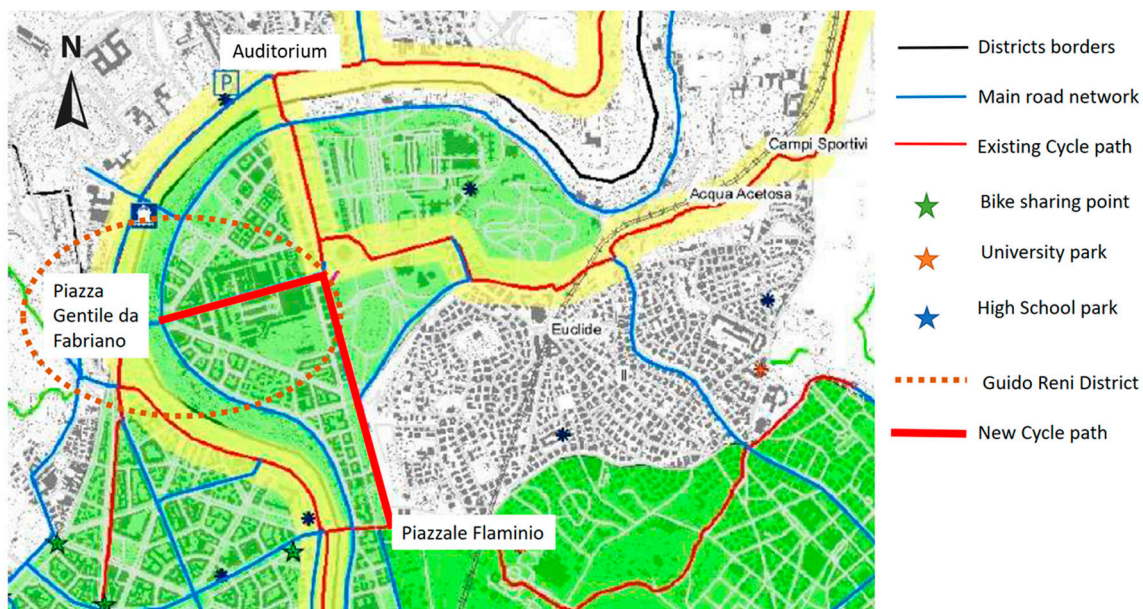 N
Auditorium
P
Campi Sportivi
Acqua Acetosa
Piazza
Gentile da
Fabriano
Euclide
II
Piazzale Flaminio
Districts borders
Main road network
Existing Cycle path
Bike sharing point
University park
High School park
Guido Reni District
New Cycle path